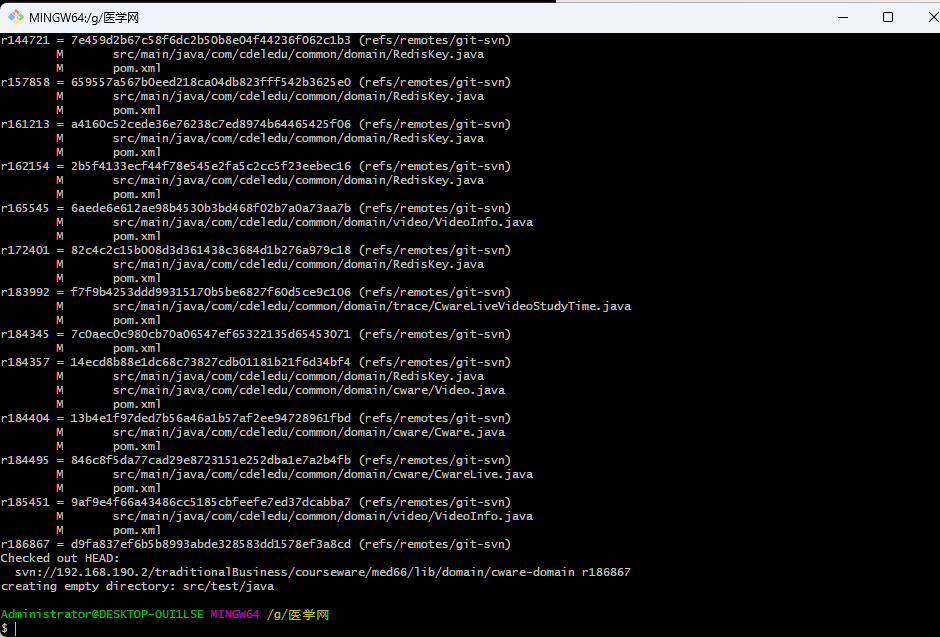 MINGW64:/g/医学网
r144721 = 7e459d2b67c58f6dc2b50b8e04f44236f062c1b3 (refs/remotes/git-svn)
M src/main/java/com/cdeledu/common/domain/RedisKey.java
M pom.xml
r157858 = 659557a567b0eed218ca04db823fff542b3625e0 (refs/remotes/git-svn)
M src/main/java/com/cdeledu/common/domain/RedisKey.java
M pom.xml
r161213 = a4160c52cede36e76238c7ed8974b64465425f06 (refs/remotes/git-svn)
M src/main/java/com/cdeledu/common/domain/RedisKey.java
M pom.xml
r162154 = 2b5f4133ecf44f78e545e2fa5c2cc5f23eebec16 (refs/remotes/git-svn)
M src/main/java/com/cdeledu/common/domain/RedisKey.java
M pom.xml
r165545 = 6aede6e612ae98b4530b3bd468f02b7a0a73aa7b (refs/remotes/git-svn)
M src/main/java/com/cdeledu/common/domain/video/VideoInfo.java
M pom.xml
r172401 = 82c4c2c15b008d3d361438c3684d1b276a979c18 (refs/remotes/git-svn)
M src/main/java/com/cdeledu/common/domain/RedisKey.java
M pom.xml
r183992 = f7f9b4253ddd99315170b5be6827f60d5ce9c106 (refs/remotes/git-svn)
M src/main/java/com/cdeledu/common/domain/trace/CwareLiveVideoStudyTime.java
M pom.xml
r184345 = 7c0aec0c980cb70a06547ef65322135d65453071 (refs/remotes/git-svn)
M pom.xml
r184357 = 14ecd8b88e1dc68c73827cdb01181b21f6d34bf4 (refs/remotes/git-svn)
M src/main/java/com/cdeledu/common/domain/RedisKey.java
M src/main/java/com/cdeledu/common/domain/cware/Video.java
M pom.xml
r184404 = 13b4e1f97ded7b56a46a1b57af2ee94728961fbd (refs/remotes/git-svn)
M src/main/java/com/cdeledu/common/domain/cware/Cware.java
M pom.xml
r184495 = 846c8f5da77cad29e8723151e252dba1e7a2b4fb (refs/remotes/git-svn)
M src/main/java/com/cdeledu/common/domain/cware/CwareLive.java
M pom.xml
r185451 = 9af9e4f66a43486cc5185cbfeefe7ed37dcabba7 (refs/remotes/git-svn)
M src/main/java/com/cdeledu/common/domain/video/VideoInfo.java
M pom.xml
r186867 = d9fa837ef6b5b8993abde328583dd1578ef3a8cd (refs/remotes/git-svn)
Checked out HEAD:
svn://192.168.190.2/traditionalBusiness/courseware/med66/lib/domain/cware-domain r186867
creating empty directory: src/test/java
Administrator@DESKTOP-OUI1LSE MINGW64 /g/医学网
$